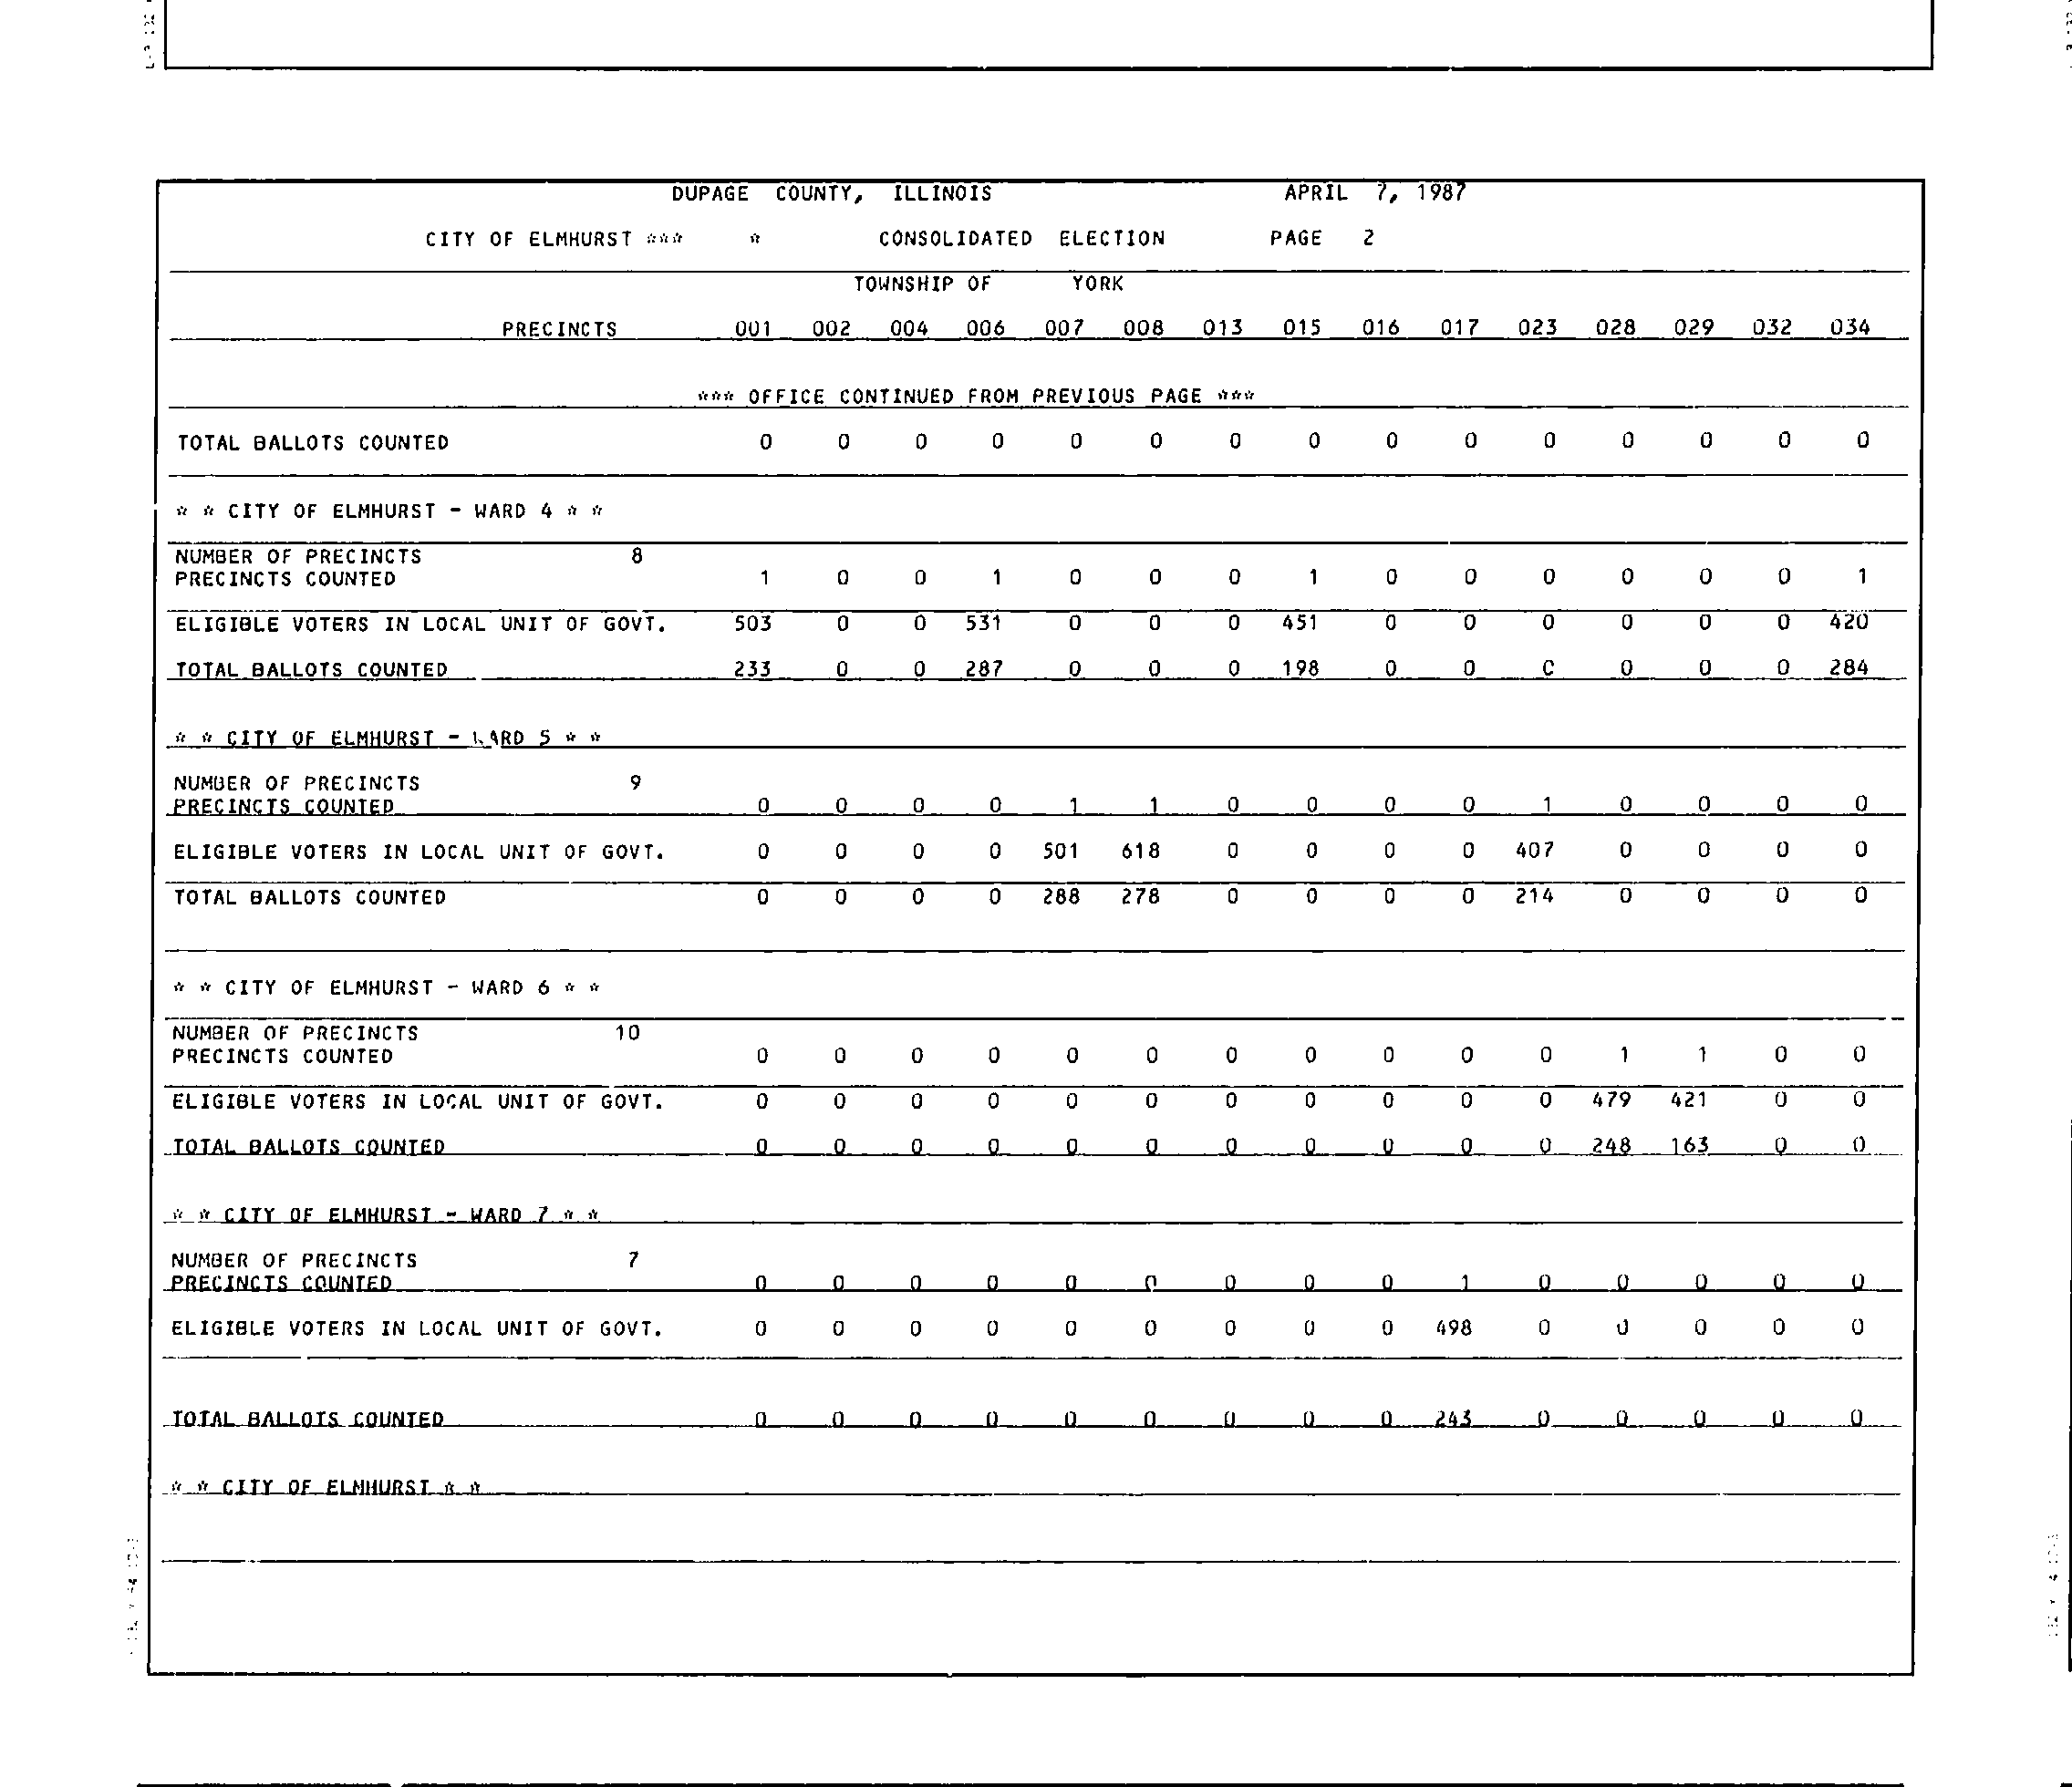 DUPAGE COUNTY, ILLINOIS APRIL 7, 1987
CITY OF ELMHURST *** * CONSOLIDATED ELECTION PAGE 2
TOWNSHIP OF YORK
PRECINCTS 001 002 004 006 007 008 013 015 016 017 023 028 029 032 034
*** OFFICE CONTINUED FROM PREVIOUS PAGE ***
TOTAL BALLOTS COUNTED 0 0 0 0 0 0 0 0 0 0 0 0 0 0 0
* * CITY OF ELMHURST - WARD 4 * *
NUMBER OF PRECINCTS 8
PRECINCTS COUNTED 1 0 0 1 0 0 0 1 0 0 0 0 0 0 1
ELIGIBLE VOTERS IN LOCAL UNIT OF GOVT. 503 0 0 531 0 0 0 451 0 0 0 0 0 0 420
TOTAL BALLOTS COUNTED 233 0 0 287 0 0 0 198 0 0 0 0 0 0 284
* * CITY OF ELMHURST - WARD 5 * *
NUMBER OF PRECINCTS 9
PRECINCTS COUNTED 0 0 0 0 1 1 0 0 0 0 1 0 0 0 0
ELIGIBLE VOTERS IN LOCAL UNIT OF GOVT. 0 0 0 0 501 618 0 0 0 0 407 0 0 0 0
TOTAL BALLOTS COUNTED 0 0 0 0 288 278 0 0 0 0 214 0 0 0 0
* * CITY OF ELMHURST - WARD 6 * *
NUMBER OF PRECINCTS 10
PRECINCTS COUNTED 0 0 0 0 0 0 0 0 0 0 0 1 1 0 0
ELIGIBLE VOTERS IN LOCAL UNIT OF GOVT. 0 0 0 0 0 0 0 0 0 0 0 479 421 0 0
TOTAL BALLOTS COUNTED 0 0 0 0 0 0 0 0 0 0 0 248 163 0 0
* * CITY OF ELMHURST - WARD 7 * *
NUMBER OF PRECINCTS 7
PRECINCTS COUNTED 0 0 0 0 0 0 0 0 0 1 0 0 0 0 0
ELIGIBLE VOTERS IN LOCAL UNIT OF GOVT. 0 0 0 0 0 0 0 0 0 498 0 0 0 0 0
TOTAL BALLOTS COUNTED 0 0 0 0 0 0 0 0 0 243 0 0 0 0 0
* * CITY OF ELMHURST * *